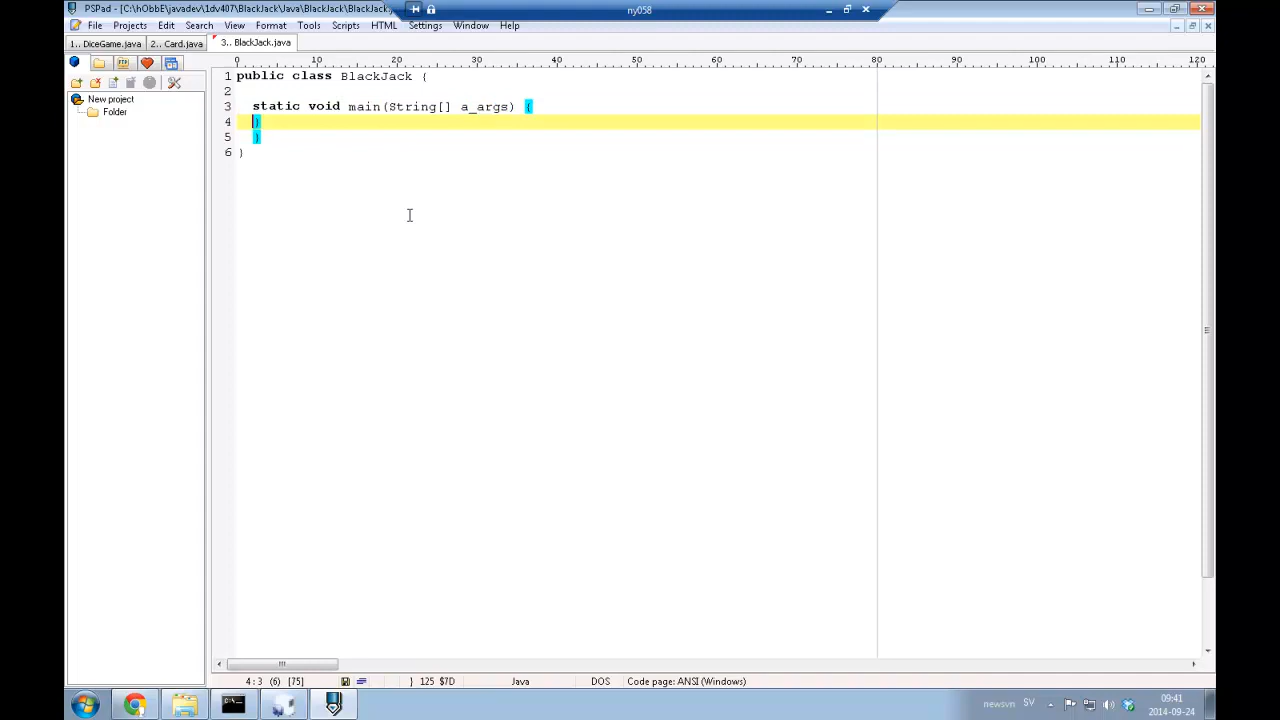 PSPad - [C:\hObbE\javadev\1dv407\BlackJack\Java\BlackJack\BlackJack.
ny058
File Projects Edit Search View Format Tools Scripts HTML Settings Window Help
1.. DiceGame.java 2.. Card.java 3.. BlackJack.java
0 10 20 30 40 50 60 70 80 90 100 110 120
New project
Folder
1 public class BlackJack {
2
3 static void main(String[] a_args) {
4 }
5 }
6 }
4:3 (6) [75] } 125 $7D Java DOS Code page: ANSI (Windows)
newsvn SV 09:41
2014-09-24